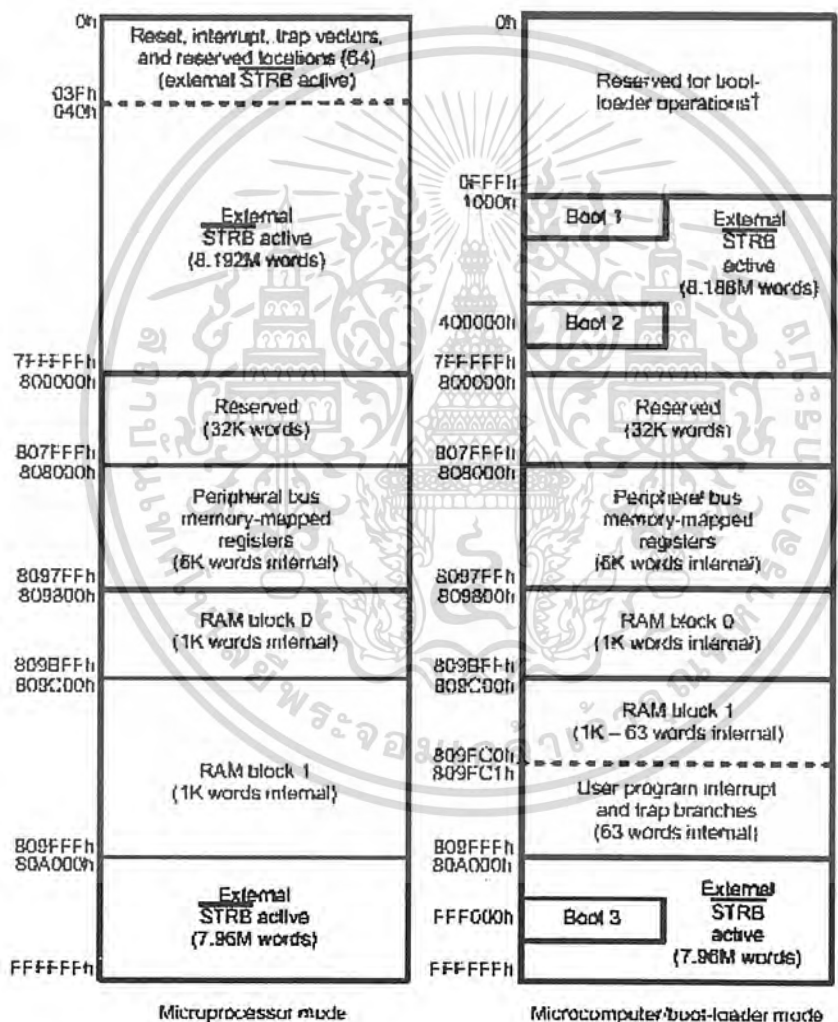 0h
Reset, interrupt, trap vectors,
and reserved locations (64)
(external STRB active)
03Fh
040h
External
STRB active
(8.192M words)
7FFFFFh
800000h
Reserved
(32K words)
807FFFh
808000h
Peripheral bus
memory-mapped
registers
(6K words internal)
8097FFh
809800h
RAM block 0
(1K words internal)
809BFFh
809C00h
RAM block 1
(1K words internal)
809FFFh
80A000h
External
STRB active
(7.96M words)
FFFFFFh
Microprocessor mode
0h
Reserved for boot-
loader operations†
0FFFh
1000h
Boot 1
External
STRB
active
(8.188M words)
400000h
Boot 2
7FFFFFh
800000h
Reserved
(32K words)
807FFFh
808000h
Peripheral bus
memory-mapped
registers
(6K words internal)
8097FFh
809800h
RAM block 0
(1K words internal)
809BFFh
809C00h
RAM block 1
(1K – 63 words internal)
809FC0h
809FC1h
User program interrupt
and trap branches
(63 words internal)
809FFFh
80A000h
FFF000h
Boot 3
External
STRB
active
(7.96M words)
FFFFFFh
Microcomputer/boot-loader mode